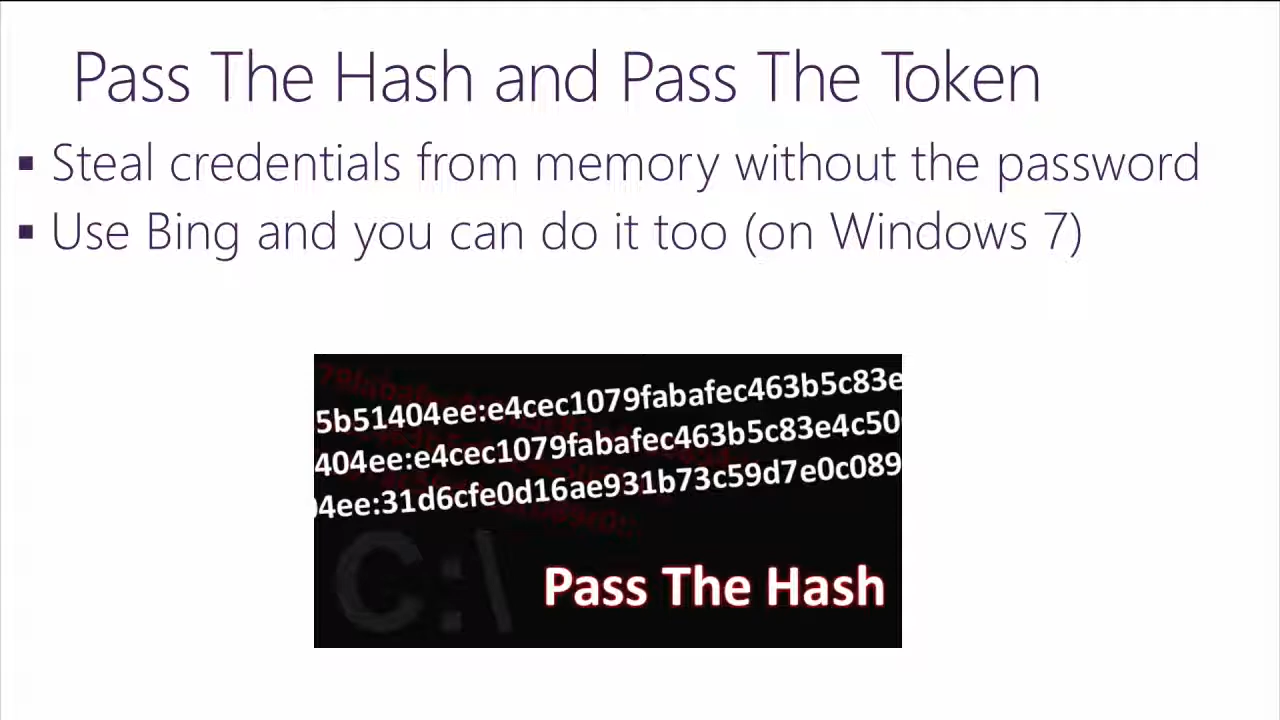 Pass The Hash and Pass The Token
▪ Steal credentials from memory without the password
▪ Use Bing and you can do it too (on Windows 7)
5b51404ee:e4cec1079fabafec463b5c83e
404ee:e4cec1079fabafec463b5c83e4c50
04ee:31d6cfe0d16ae931b73c59d7e0c089
C:\
Pass The Hash